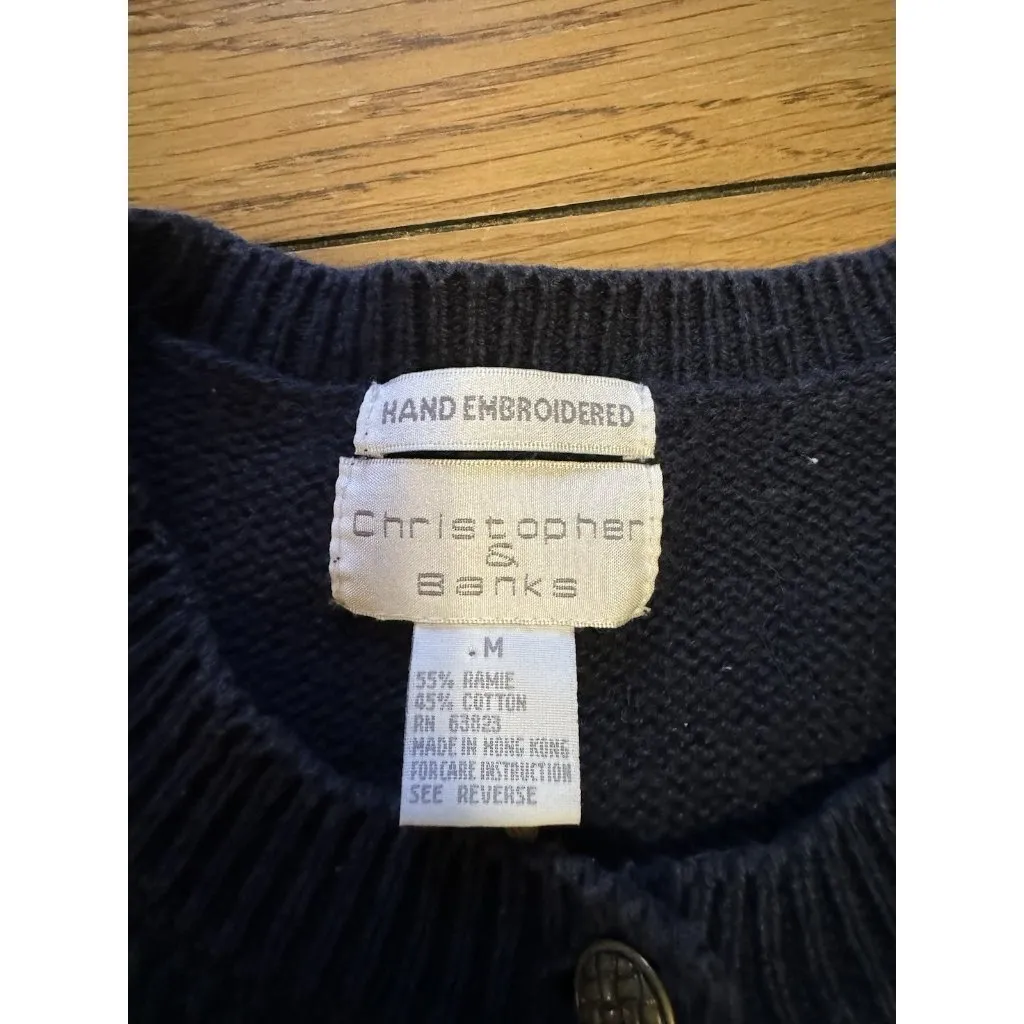 HAND EMBROIDERED
Christopher
&
Banks
.M
55% RAMIE
45% COTTON
RN 63823
MADE IN HONG KONG
FOR CARE INSTRUCTION
SEE REVERSE